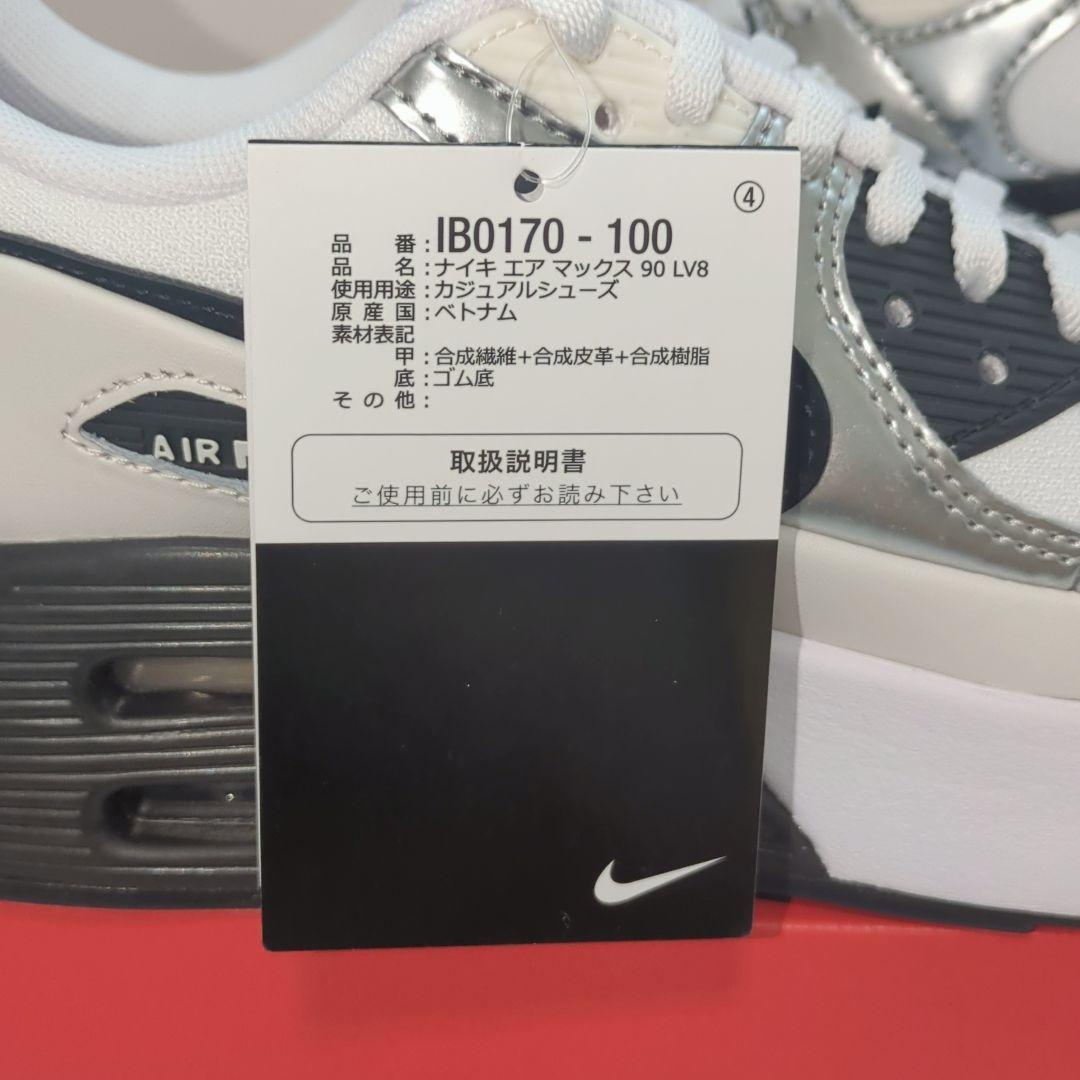 ④
品番：IB0170 - 100
品名：ナイキ エア マックス 90 LV8
使用用途：カジュアルシューズ
原産国：ベトナム
素材表記
甲：合成繊維+合成皮革+合成樹脂
底：ゴム底
その他：
取扱説明書
ご使用前に必ずお読み下さい
AIR